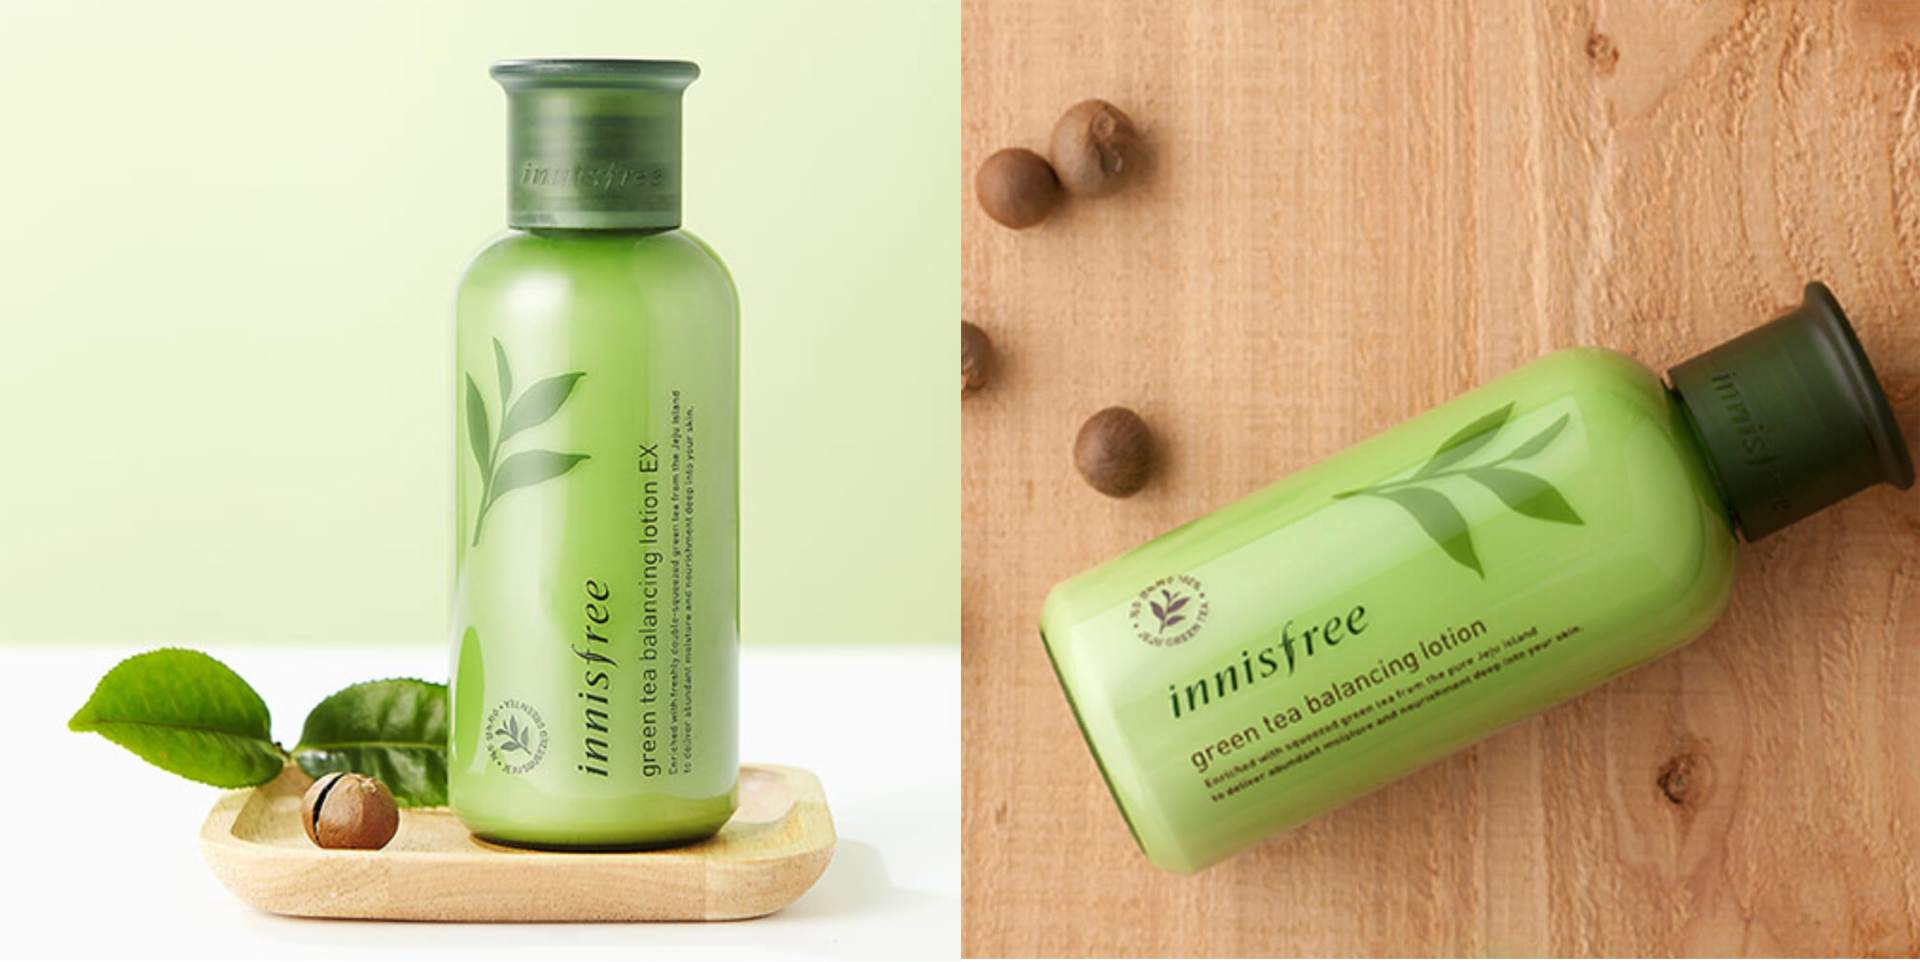 innisfree
innisfree
green tea balancing lotion EX
Enriched with freshly double-squeezed green tea from the Jeju Island
to deliver abundant moisture and nourishment deep into your skin.
innisfree
JEJU GREEN TEA
innisfree
green tea balancing lotion
Enriched with squeezed green tea from the pure Jeju island
to deliver abundant moisture and nourishment deep into your skin.